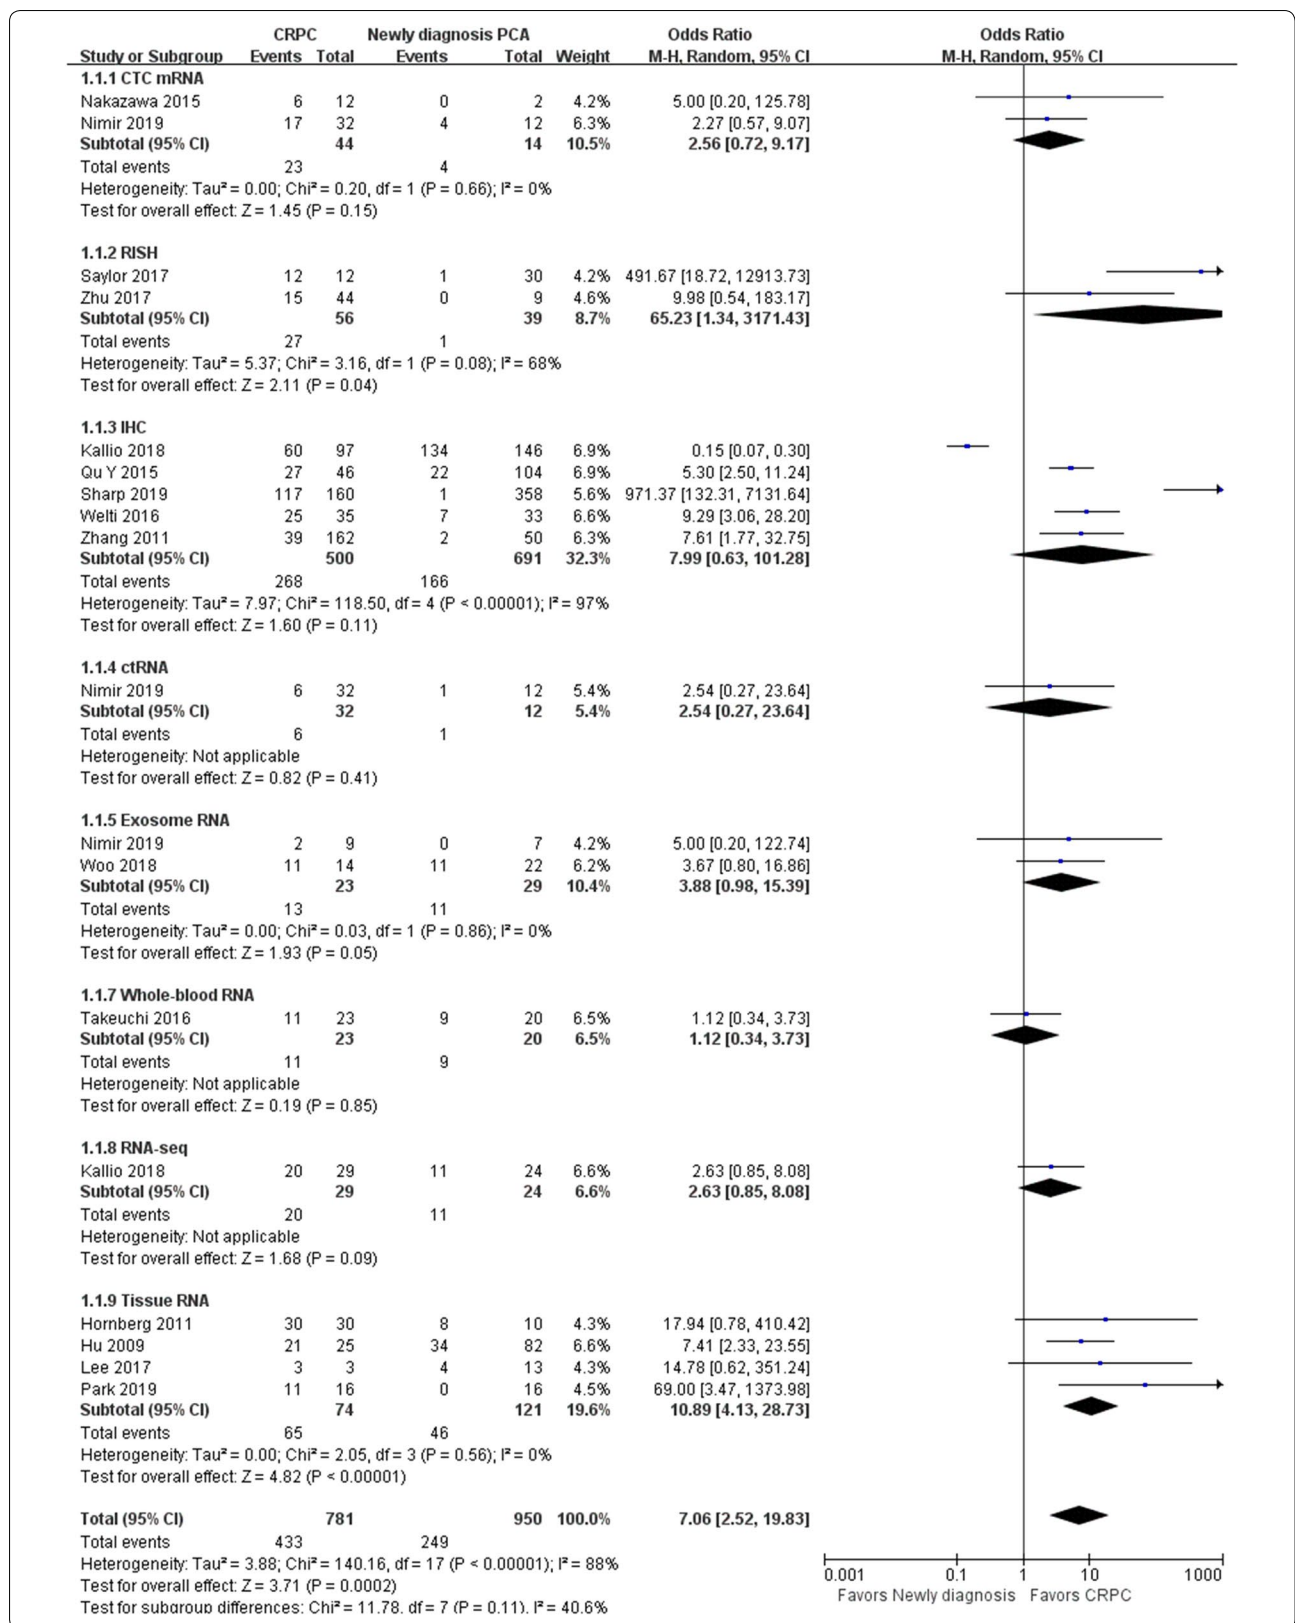 CRPC Newly diagnosis PCA Odds Ratio Odds Ratio
Study or Subgroup Events Total Events Total Weight M-H, Random, 95% CI M-H, Random, 95% CI
1.1.1 CTC mRNA
Nakazawa 2015 6 12 0 2 4.2% 5.00 [0.20, 125.78]
Nimir 2019 17 32 4 12 6.3% 2.27 [0.57, 9.07]
Subtotal (95% CI) 44 14 10.5% 2.56 [0.72, 9.17]
Total events 23 4
Heterogeneity: Tau² = 0.00; Chi² = 0.20, df = 1 (P = 0.66); I² = 0%
Test for overall effect: Z = 1.45 (P = 0.15)
1.1.2 RISH
Saylor 2017 12 12 1 30 4.2% 491.67 [18.72, 12913.73]
Zhu 2017 15 44 0 9 4.6% 9.98 [0.54, 183.17]
Subtotal (95% CI) 56 39 8.7% 65.23 [1.34, 3171.43]
Total events 27 1
Heterogeneity: Tau² = 5.37; Chi² = 3.16, df = 1 (P = 0.08); I² = 68%
Test for overall effect: Z = 2.11 (P = 0.04)
1.1.3 IHC
Kallio 2018 60 97 134 146 6.9% 0.15 [0.07, 0.30]
Qu Y 2015 27 46 22 104 6.9% 5.30 [2.50, 11.24]
Sharp 2019 117 160 1 358 5.6% 971.37 [132.31, 7131.64]
Welti 2016 25 35 7 33 6.6% 9.29 [3.06, 28.20]
Zhang 2011 39 162 2 50 6.3% 7.61 [1.77, 32.75]
Subtotal (95% CI) 500 691 32.3% 7.99 [0.63, 101.28]
Total events 268 166
Heterogeneity: Tau² = 7.97; Chi² = 118.50, df = 4 (P < 0.00001); I² = 97%
Test for overall effect: Z = 1.60 (P = 0.11)
1.1.4 ctRNA
Nimir 2019 6 32 1 12 5.4% 2.54 [0.27, 23.64]
Subtotal (95% CI) 32 12 5.4% 2.54 [0.27, 23.64]
Total events 6 1
Heterogeneity: Not applicable
Test for overall effect: Z = 0.82 (P = 0.41)
1.1.5 Exosome RNA
Nimir 2019 2 9 0 7 4.2% 5.00 [0.20, 122.74]
Woo 2018 11 14 11 22 6.2% 3.67 [0.80, 16.86]
Subtotal (95% CI) 23 29 10.4% 3.88 [0.98, 15.39]
Total events 13 11
Heterogeneity: Tau² = 0.00; Chi² = 0.03, df = 1 (P = 0.86); I² = 0%
Test for overall effect: Z = 1.93 (P = 0.05)
1.1.7 Whole-blood RNA
Takeuchi 2016 11 23 9 20 6.5% 1.12 [0.34, 3.73]
Subtotal (95% CI) 23 20 6.5% 1.12 [0.34, 3.73]
Total events 11 9
Heterogeneity: Not applicable
Test for overall effect: Z = 0.19 (P = 0.85)
1.1.8 RNA-seq
Kallio 2018 20 29 11 24 6.6% 2.63 [0.85, 8.08]
Subtotal (95% CI) 29 24 6.6% 2.63 [0.85, 8.08]
Total events 20 11
Heterogeneity: Not applicable
Test for overall effect: Z = 1.68 (P = 0.09)
1.1.9 Tissue RNA
Hornberg 2011 30 30 8 10 4.3% 17.94 [0.78, 410.42]
Hu 2009 21 25 34 82 6.6% 7.41 [2.33, 23.55]
Lee 2017 3 3 4 13 4.3% 14.78 [0.62, 351.24]
Park 2019 11 16 0 16 4.5% 69.00 [3.47, 1373.98]
Subtotal (95% CI) 74 121 19.6% 10.89 [4.13, 28.73]
Total events 65 46
Heterogeneity: Tau² = 0.00; Chi² = 2.05, df = 3 (P = 0.56); I² = 0%
Test for overall effect: Z = 4.82 (P < 0.00001)
Total (95% CI) 781 950 100.0% 7.06 [2.52, 19.83]
Total events 433 249
Heterogeneity: Tau² = 3.88; Chi² = 140.16, df = 17 (P < 0.00001); I² = 88%
Test for overall effect: Z = 3.71 (P = 0.0002)
Test for subgroup differences: Chi² = 11.78, df = 7 (P = 0.11), I² = 40.6%
0.001 0.1 1 10 1000
Favors Newly diagnosis Favors CRPC